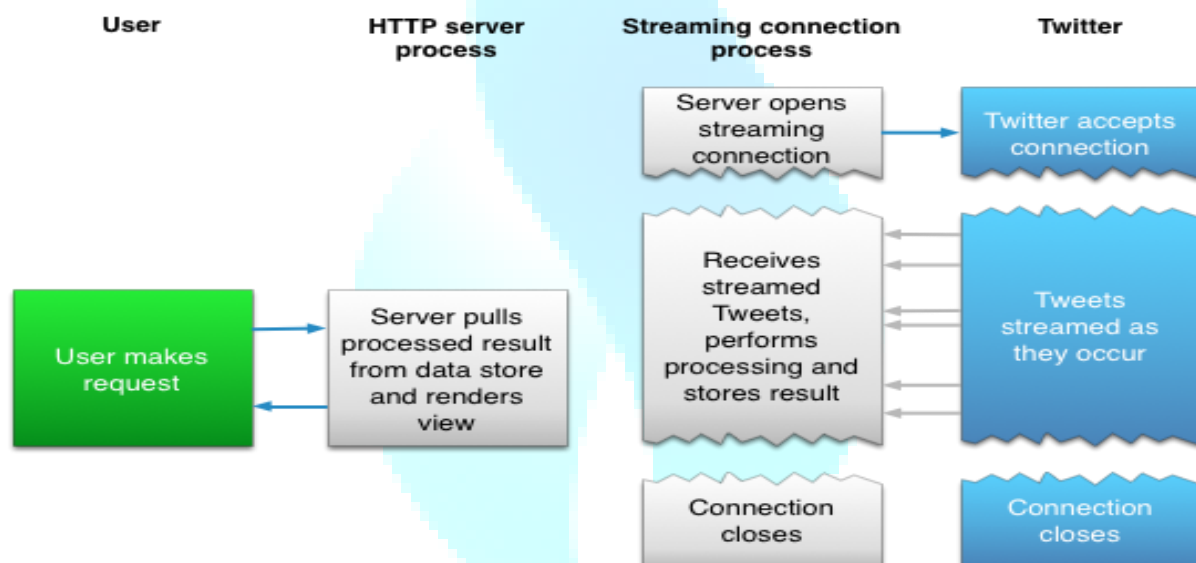 User
HTTP server
process
Streaming connection
process
Twitter
Server opens
streaming
connection
Twitter accepts
connection
User makes
request
Server pulls
processed result
from data store
and renders
view
Receives
streamed
Tweets,
performs
processing and
stores result
Tweets
streamed as
they occur
Connection
closes
Connection
closes